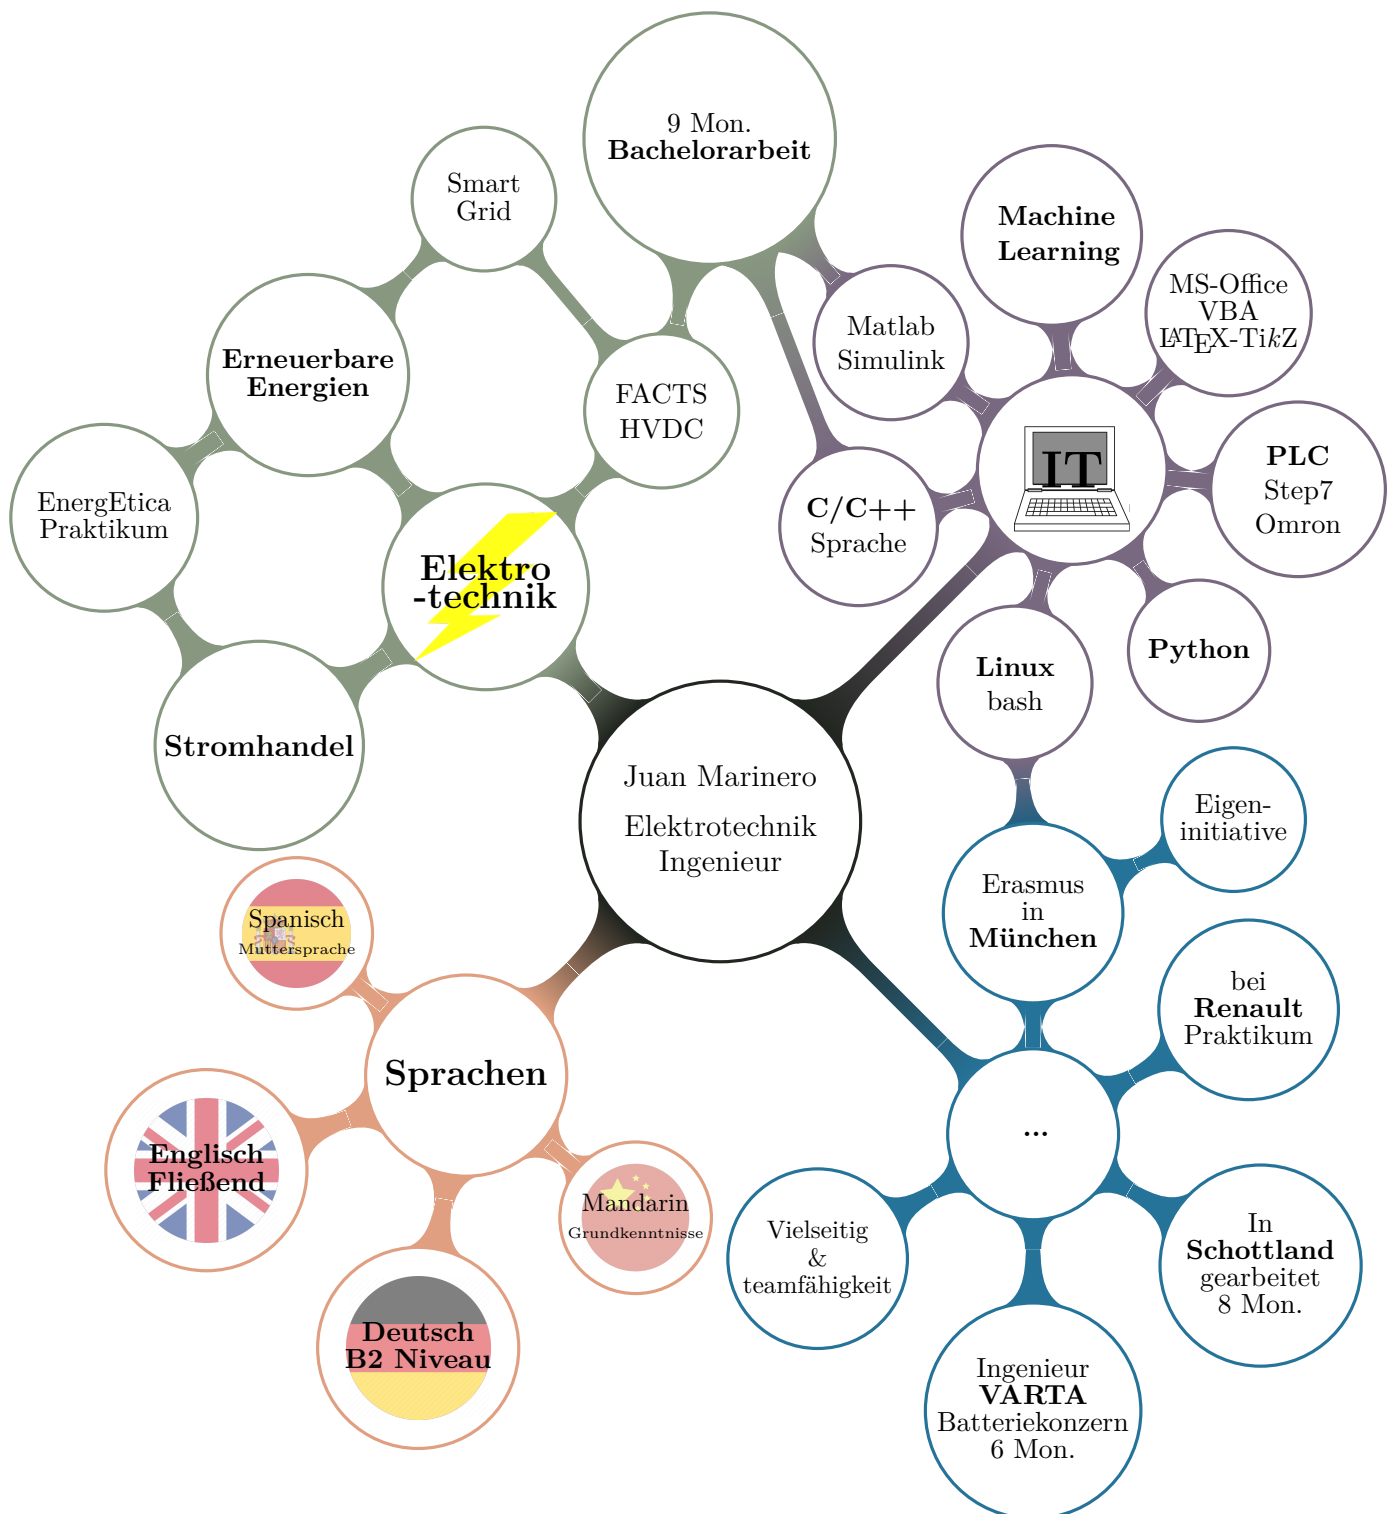 9 Mon.
Bachelorarbeit
Smart
Grid
Machine
Learning
MS-Office
VBA
LATEX-TikZ
Matlab
Simulink
Erneuerbare
Energien
FACTS
HVDC
IT
PLC
Step7
Omron
EnergEtica
Praktikum
C/C++
Sprache
Elektro
-technik
Linux
bash
Python
Stromhandel
Juan Marinero
Elektrotechnik
Ingenieur
Eigen-
initiative
Erasmus
in
München
Spanisch
Muttersprache
bei
Renault
Praktikum
Sprachen
...
Englisch
Fließend
Mandarin
Grundkenntnisse
Vielseitig
&
teamfähigkeit
In
Schottland
gearbeitet
8 Mon.
Deutsch
B2 Niveau
Ingenieur
VARTA
Batteriekonzern
6 Mon.